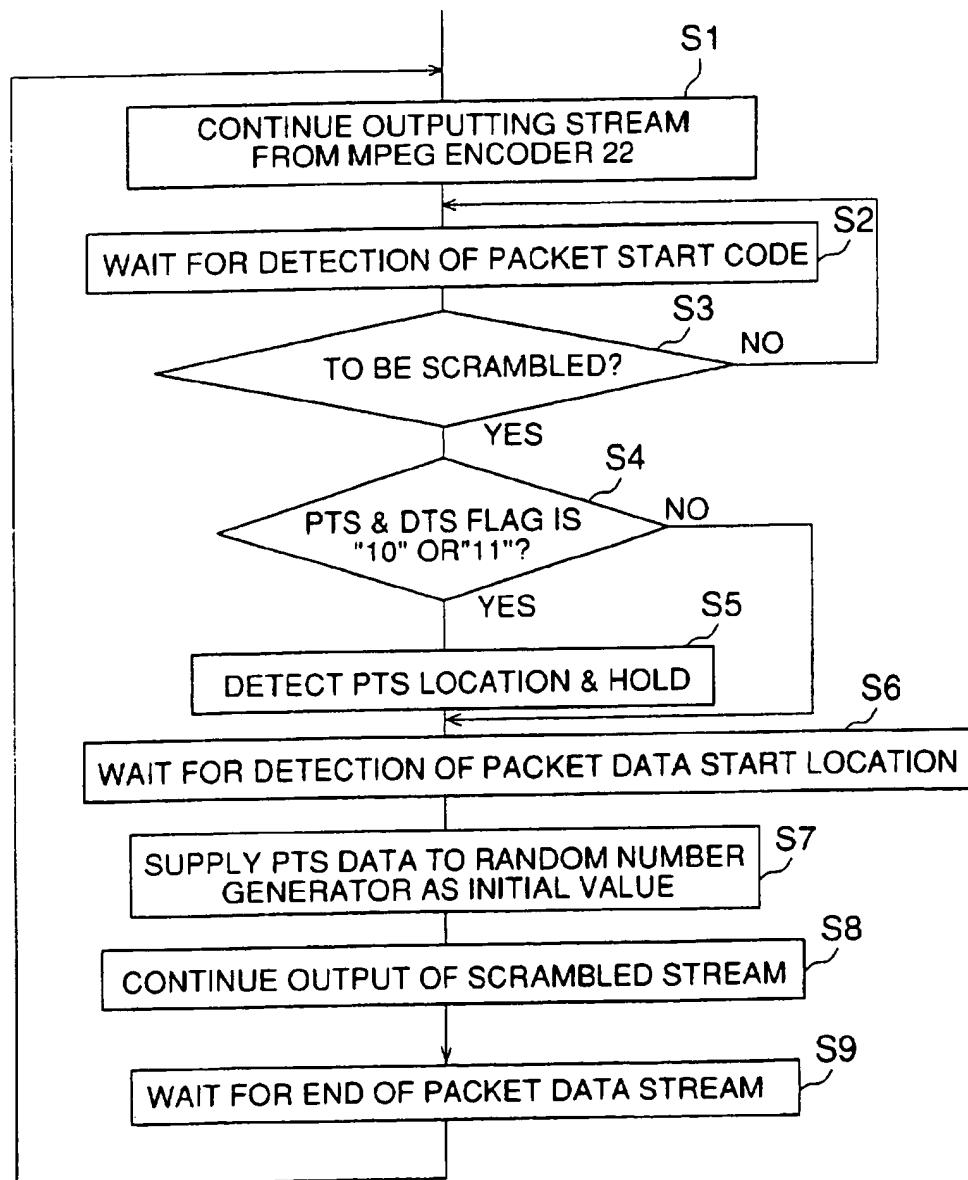 S1
CONTINUE OUTPUTTING STREAM
FROM MPEG ENCODER 22
S2
WAIT FOR DETECTION OF PACKET START CODE
S3
TO BE SCRAMBLED?
NO
YES
S4
PTS & DTS FLAG IS
"10" OR"11"?
NO
YES
S5
DETECT PTS LOCATION & HOLD
S6
WAIT FOR DETECTION OF PACKET DATA START LOCATION
S7
SUPPLY PTS DATA TO RANDOM NUMBER
GENERATOR AS INITIAL VALUE
S8
CONTINUE OUTPUT OF SCRAMBLED STREAM
S9
WAIT FOR END OF PACKET DATA STREAM